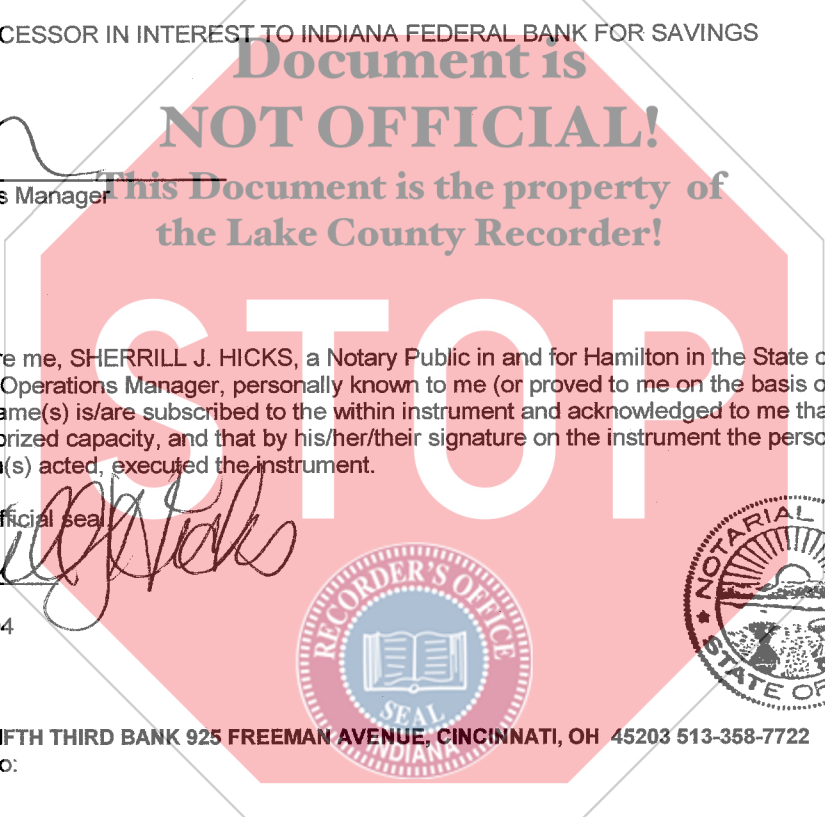 CESSOR IN INTEREST TO INDIANA FEDERAL BANK FOR SAVINGS
Document is
NOT OFFICIAL!
s Manager
This Document is the property of
the Lake County Recorder!
STOP
re me, SHERRILL J. HICKS, a Notary Public in and for Hamilton in the State o
Operations Manager, personally known to me (or proved to me on the basis o
ame(s) is/are subscribed to the within instrument and acknowledged to me tha
orized capacity, and that by his/her/their signature on the instrument the perso
(s) acted, executed the instrument.
fficial seal
ll J Hicks
NOTARIAL
STATE OF
RECORDER'S OFFICE
SEAL
INDIANA
4
IFTH THIRD BANK 925 FREEMAN AVENUE, CINCINNATI, OH 45203 513-358-7722
o: